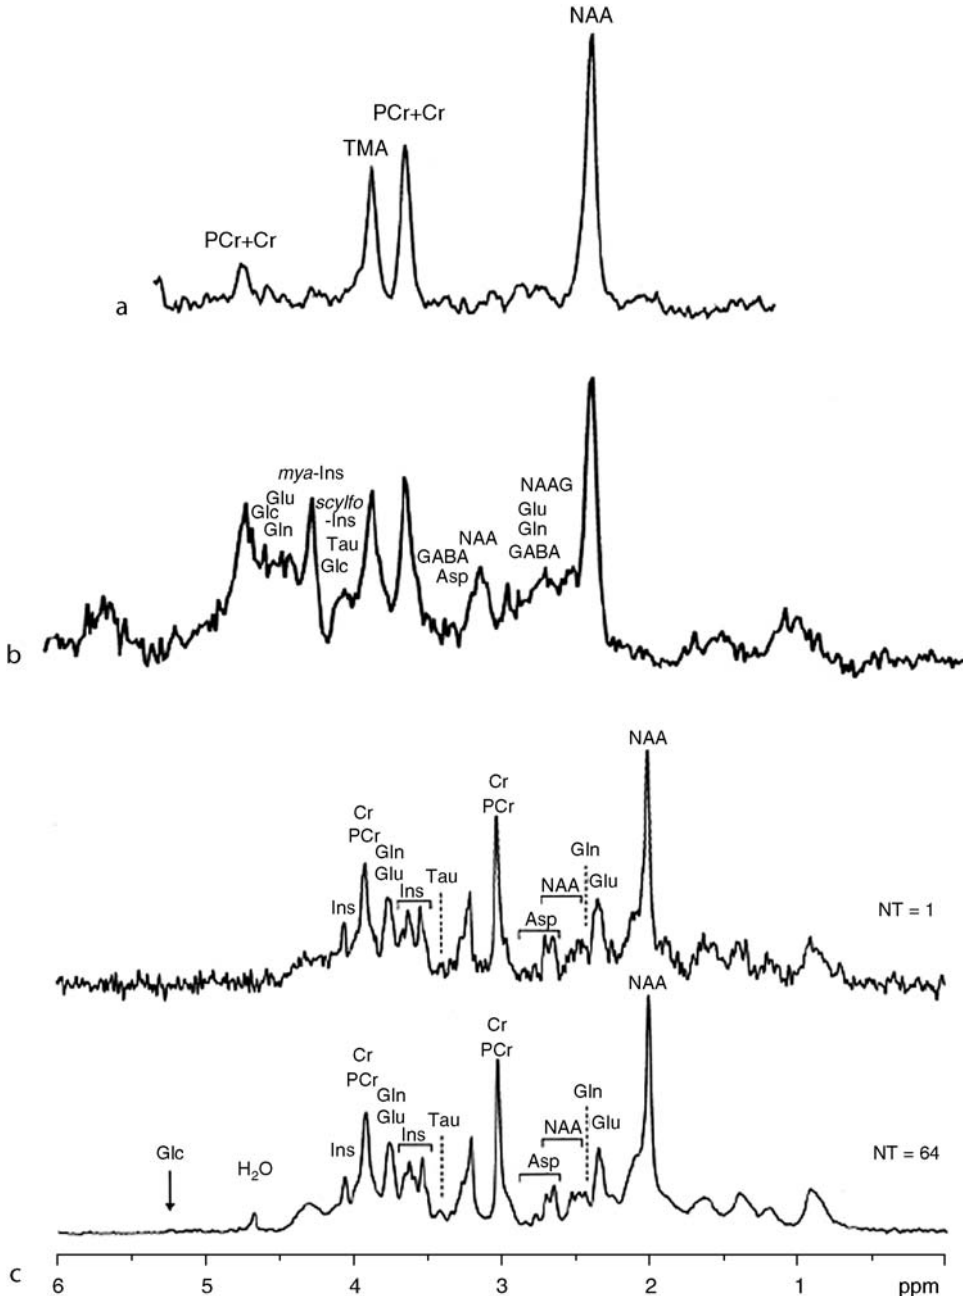 NAA
PCr+Cr
TMA
PCr+Cr
a
mya-Ins
Glu
Glc
Gln
scylfo
-Ins
Tau
Glc
GABA
Asp
NAA
NAAG
Glu
Gln
GABA
b
NAA
Cr
PCr
Cr
PCr
Gln
Glu
Ins
Ins
Tau
Asp
NAA
Gln
Glu
NT = 1
NAA
Cr
PCr
Cr
PCr
Gln
Glu
Ins
Ins
Tau
Asp
NAA
Gln
Glu
NT = 64
Glc
H₂O
c
6 5 4 3 2 1 ppm